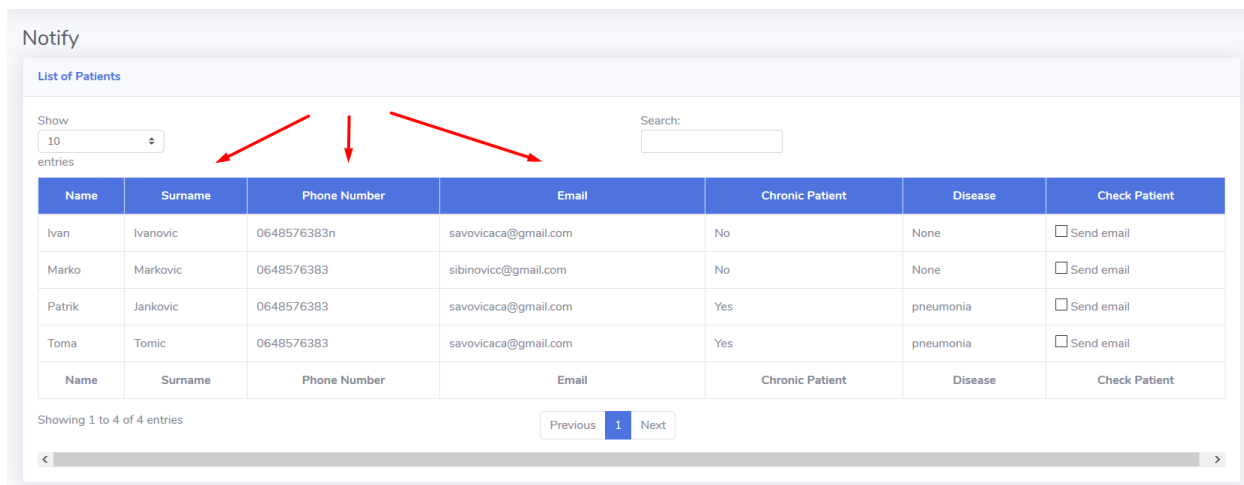 Notify
List of Patients
Show
10
entries
Search:
Name Surname Phone Number Email Chronic Patient Disease Check Patient
Ivan Ivanovic 0648576383n savovicaca@gmail.com No None Send email
Marko Markovic 0648576383 sibinovicc@gmail.com No None Send email
Patrik Jankovic 0648576383 savovicaca@gmail.com Yes pneumonia Send email
Toma Tomic 0648576383 savovicaca@gmail.com Yes pneumonia Send email
Name Surname Phone Number Email Chronic Patient Disease Check Patient
Showing 1 to 4 of 4 entries
Previous 1 Next